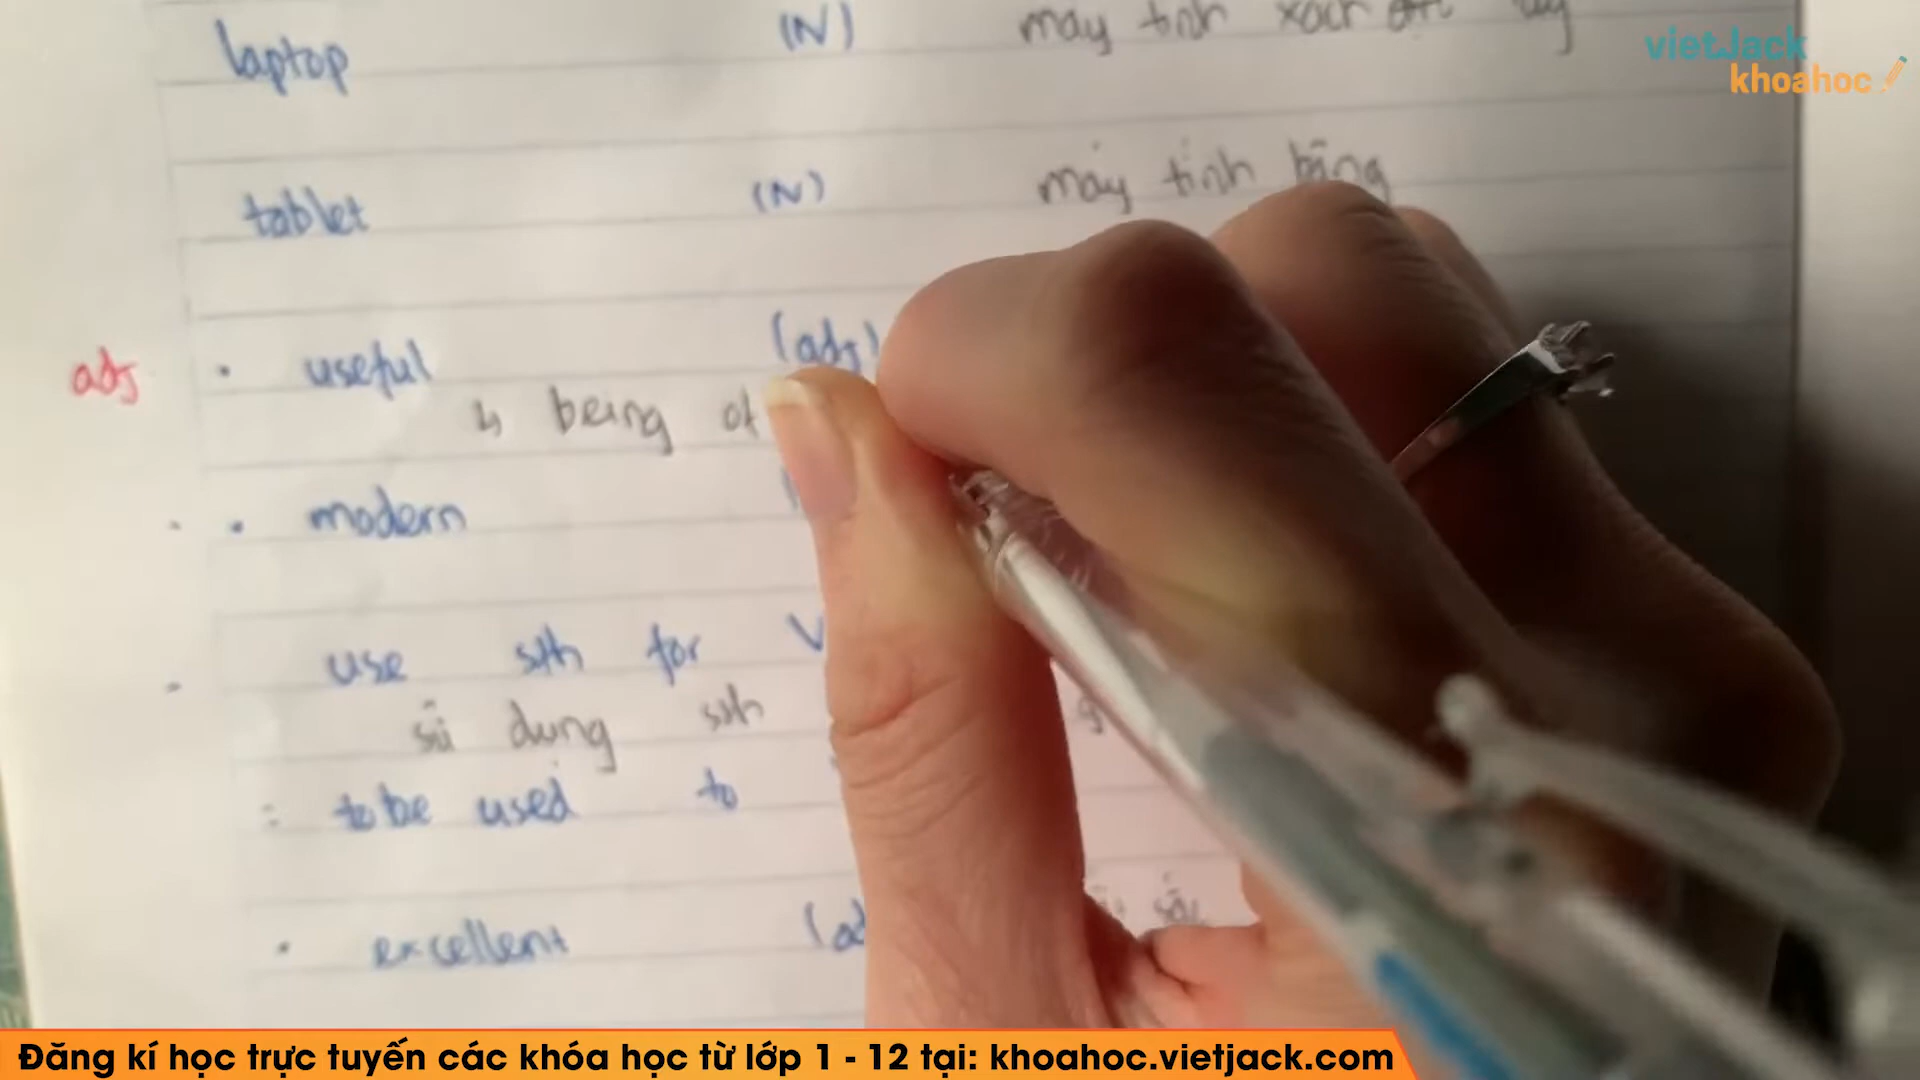 laptop (N) máy tính xách tay
vietJack
khoahoc
tablet (N) máy tính bảng
adj • useful (adj)
↳ being of
- • modern
- use sth for V
sử dụng sth
= to be used to
• excellent (ad
Đăng kí học trực tuyến các khóa học từ lớp 1 - 12 tại: khoahoc.vietjack.com